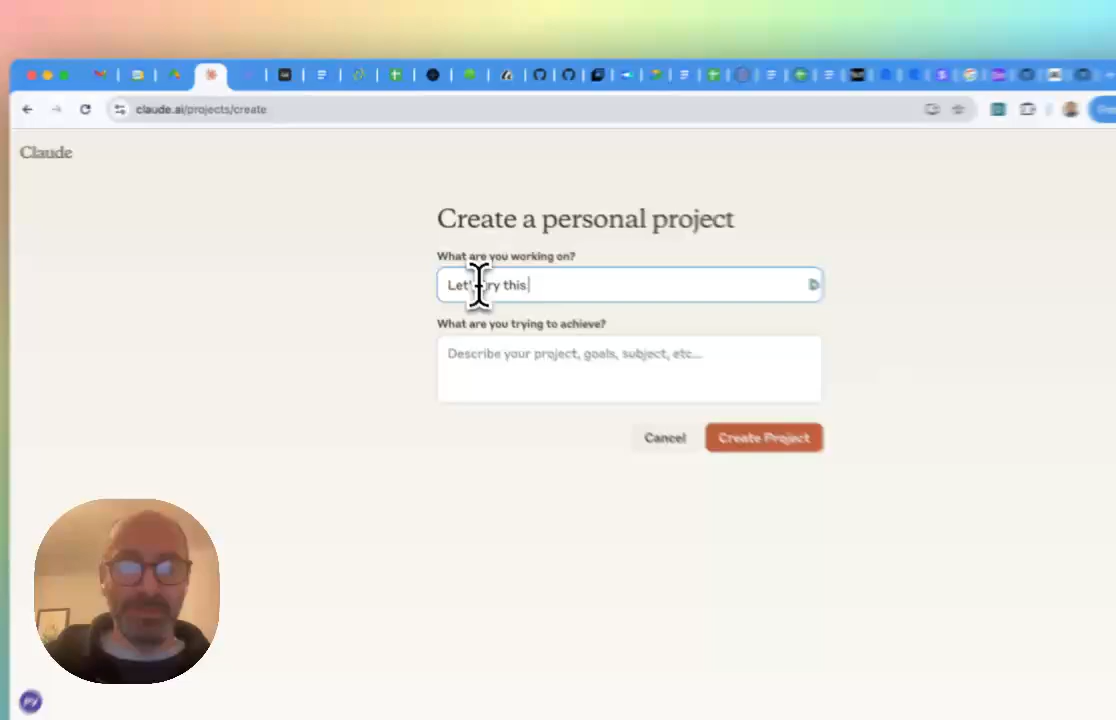 claude.ai/projects/create
Claude
Create a personal project
What are you working on?
Let's try this
What are you trying to achieve?
Describe your project, goals, subject, etc...
Cancel
Create Project